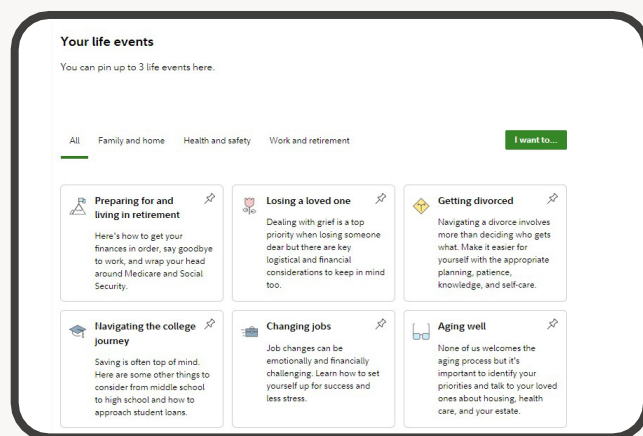 Your life events
You can pin up to 3 life events here.
All Family and home Health and safety Work and retirement I want to...
Preparing for and
living in retirement
Here's how to get your
finances in order, say goodbye
to work, and wrap your head
around Medicare and Social
Security.
Losing a loved one
Dealing with grief is a top
priority when losing someone
dear but there are key
logistical and financial
considerations to keep in mind
too.
Getting divorced
Navigating a divorce involves
more than deciding who gets
what. Make it easier for
yourself with the appropriate
planning, patience,
knowledge, and self-care.
Navigating the college
journey
Saving is often top of mind.
Here are some other things to
consider from middle school
to high school and how to
approach student loans.
Changing jobs
Job changes can be
emotionally and financially
challenging. Learn how to set
yourself up for success and
less stress.
Aging well
None of us welcomes the
aging process but it's
important to identify your
priorities and talk to your loved
ones about housing, health
care, and your estate.